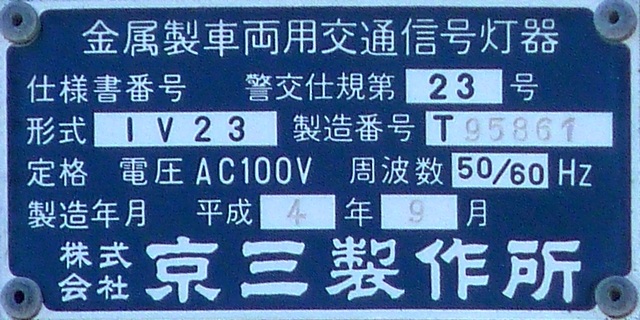 金属製車両用交通信号灯器
仕様書番号 警交仕規第 23 号
形式 1V23 製造番号 T95861
定格 電圧 AC100V 周波数 50/60 Hz
製造年月 平成 4 年 9 月
株式会社 京三製作所